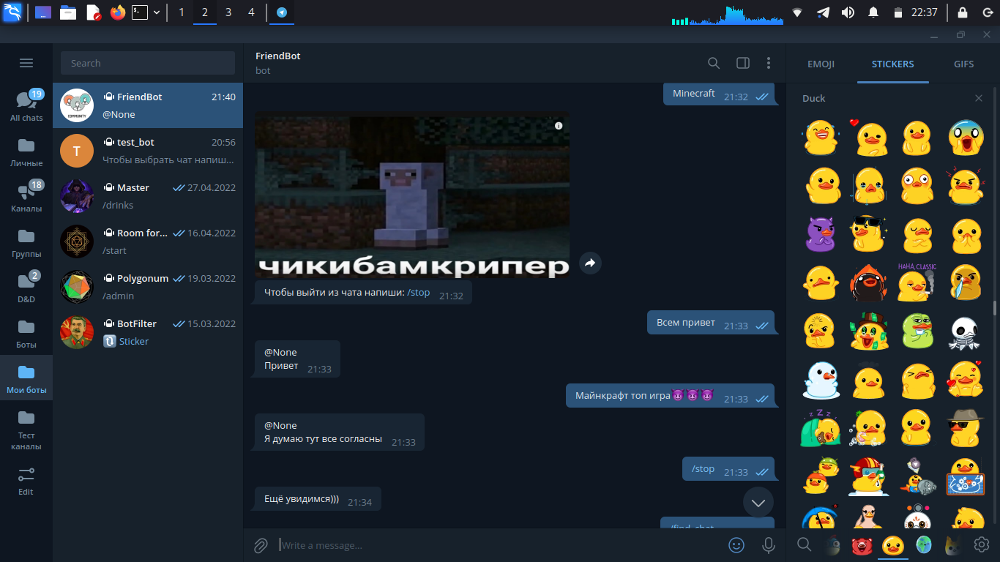 1 2 3 4
22:37
Search
19
All chats
Личные
18
Каналы
Группы
2
D&D
Боты
Мои боты
Тест
каналы
Edit
COMMUNITY
FriendBot 21:40
@None
T
test_bot 20:56
Чтобы выбрать чат напиш...
Master 27.04.2022
/drinks
Room for... 16.04.2022
/start
Polygonum 19.03.2022
/admin
BotFilter 15.03.2022
Sticker
FriendBot
bot
Minecraft 21:32
чикибамкрипер
Чтобы выйти из чата напиши: /stop 21:32
Всем привет 21:33
@None
Привет 21:33
Майнкрафт топ игра😈😈😈 21:33
@None
Я думаю тут все согласны 21:33
/stop 21:33
Ещё увидимся))) 21:34
/find_chat
Write a message...
EMOJI STICKERS GIFS
Duck
HAHA, CLASSIC
z Z z